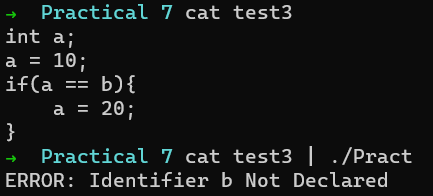 → Practical 7 cat test3
int a;
a = 10;
if(a == b){
    a = 20;
}
→ Practical 7 cat test3 | ./Pract
ERROR: Identifier b Not Declared